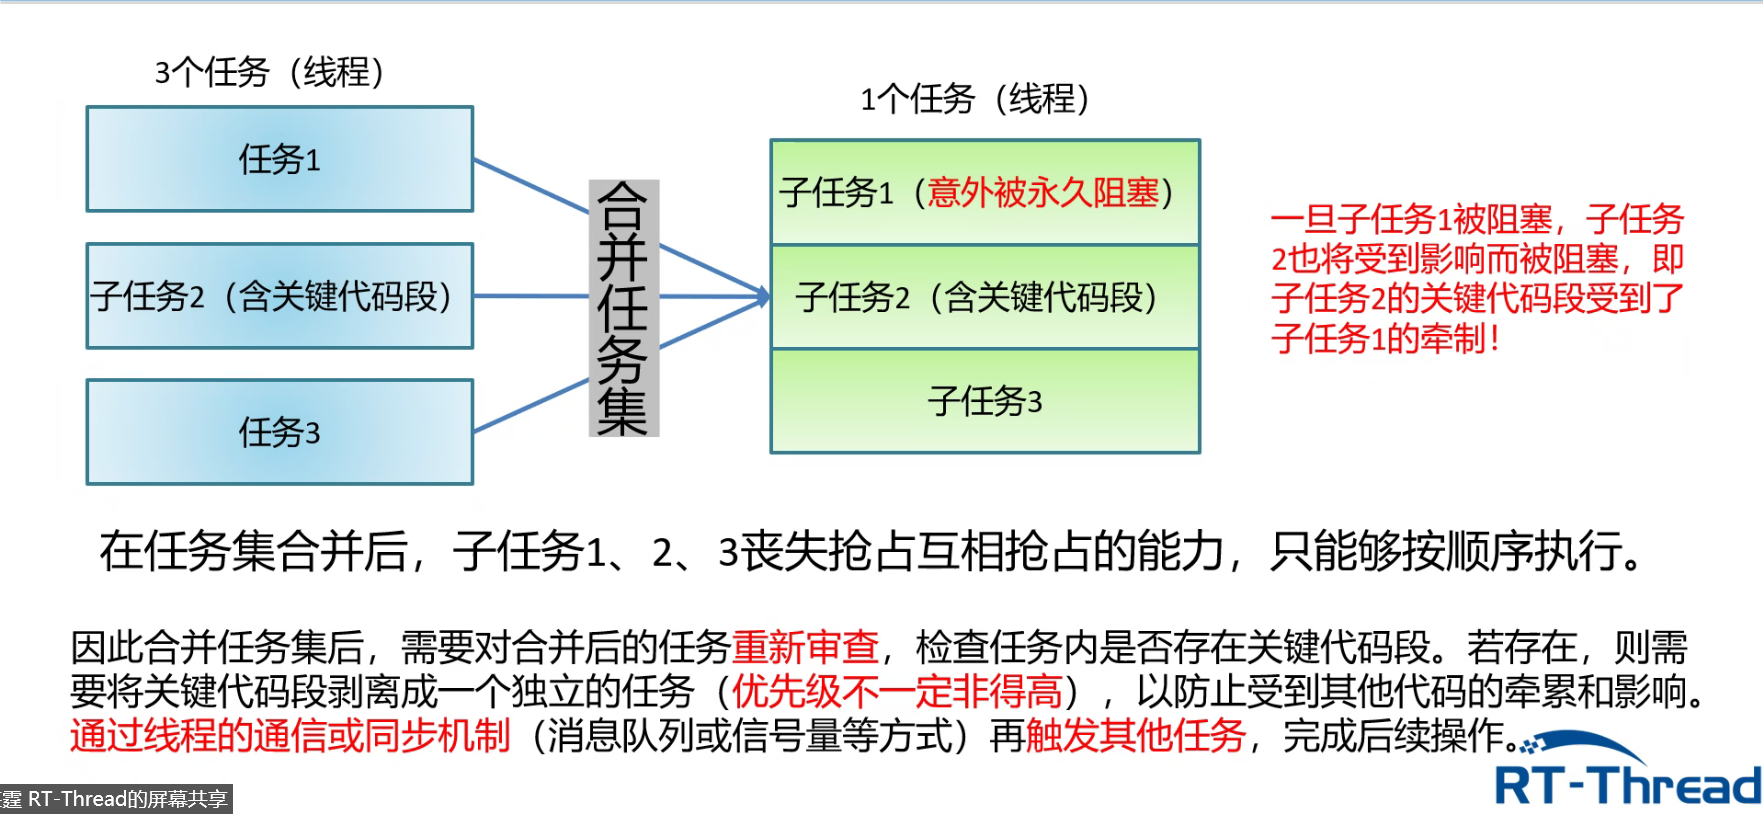 3个任务（线程）
1个任务（线程）
任务1
子任务2（含关键代码段）
任务3
合并任务集
子任务1（意外被永久阻塞）
子任务2（含关键代码段）
子任务3
一旦子任务1被阻塞，子任务
2也将受到影响而被阻塞，即
子任务2的关键代码段受到了
子任务1的牵制！
在任务集合并后，子任务1、2、3丧失抢占互相抢占的能力，只能够按顺序执行。
因此合并任务集后，需要对合并后的任务重新审查，检查任务内是否存在关键代码段。若存在，则需
要将关键代码段剥离成一个独立的任务（优先级不一定非得高），以防止受到其他代码的牵累和影响。
通过线程的通信或同步机制（消息队列或信号量等方式）再触发其他任务，完成后续操作。
RT-Thread
霆 RT-Thread的屏幕共享